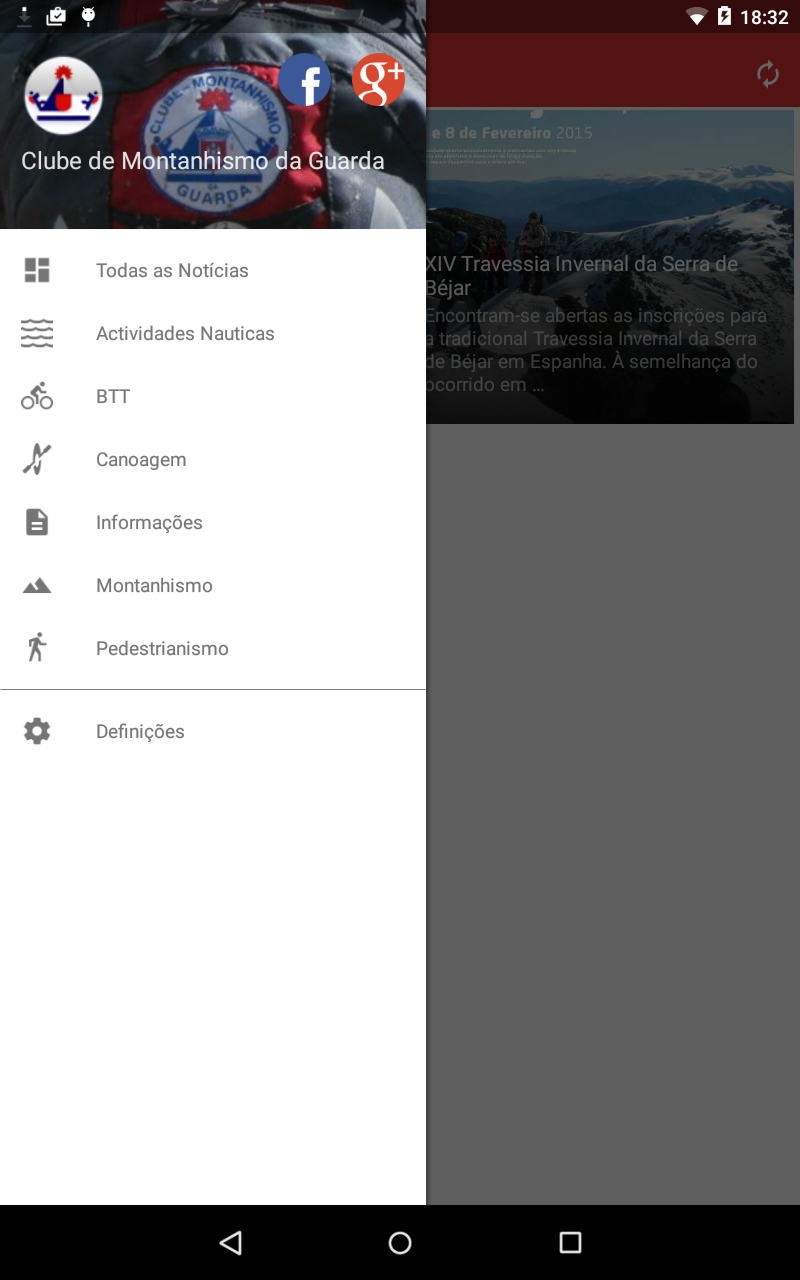 18:32
CLUBE-MONTANHISMO
DA
GUARDA
f
g+
Clube de Montanhismo da Guarda
Todas as Notícias
Actividades Nauticas
BTT
Canoagem
Informações
Montanhismo
Pedestrianismo
Definições
e 8 de Fevereiro 2015
XIV Travessia Invernal da Serra de
Béjar
Encontram-se abertas as inscrições para
a tradicional Travessia Invernal da Serra
de Béjar em Espanha. À semelhança do
ocorrido em ...